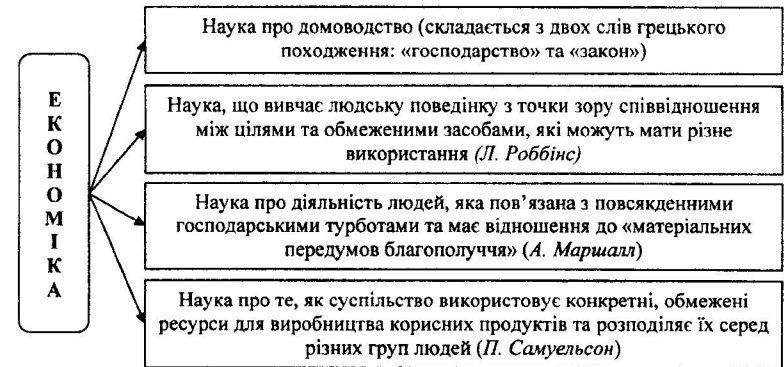 ЕКОНОМІКА
Наука про домоводство (складається з двох слів грецького
походження: «господарство» та «закон»)
Наука, що вивчає людську поведінку з точки зору співвідношення
між цілями та обмеженими засобами, які можуть мати різне
використання (Л. Роббінс)
Наука про діяльність людей, яка пов’язана з повсякденними
господарськими турботами та має відношення до «матеріальних
передумов благополуччя» (А. Маршалл)
Наука про те, як суспільство використовує конкретні, обмежені
ресурси для виробництва корисних продуктів та розподіляє їх серед
різних груп людей (П. Самуельсон)